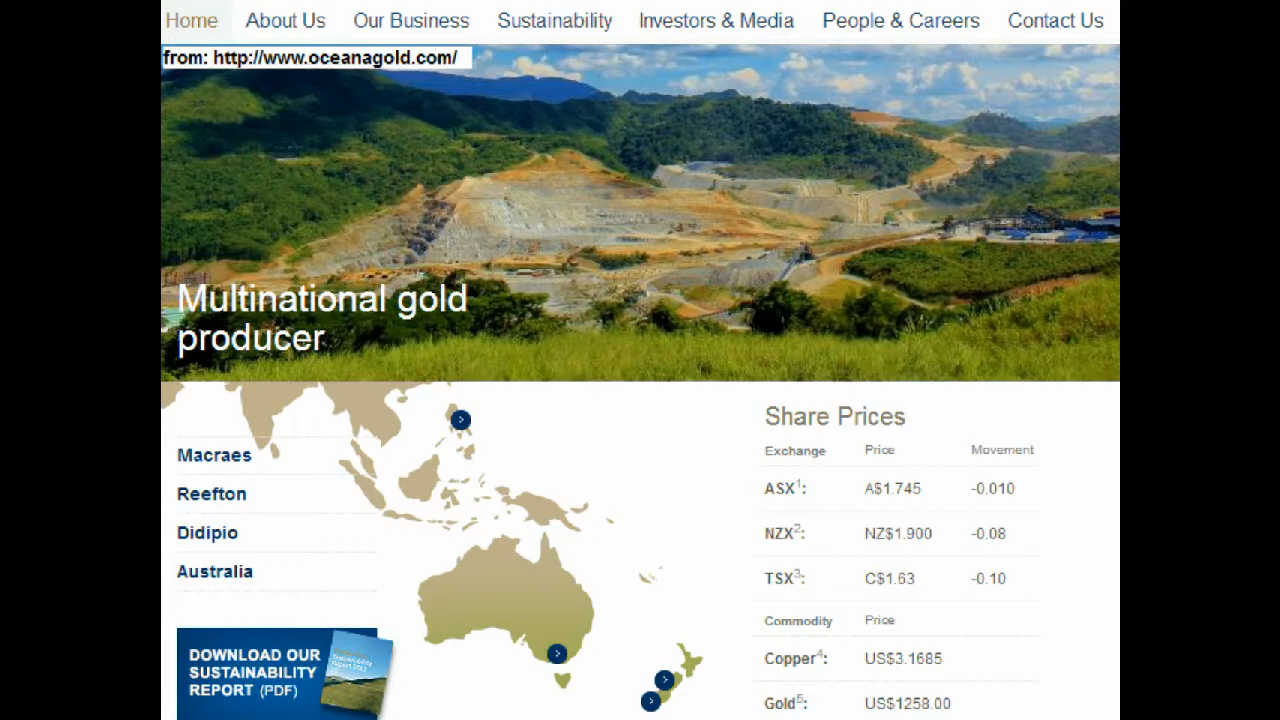 Home About Us Our Business Sustainability Investors & Media People & Careers Contact Us
from: http://www.oceanagold.com/
Multinational gold
producer
Macraes
Reefton
Didipio
Australia
DOWNLOAD OUR
SUSTAINABILITY
REPORT (PDF)
Share Prices
Exchange Price Movement
ASX1: A$1.745 -0.010
NZX2: NZ$1.900 -0.08
TSX3: C$1.63 -0.10
Commodity Price
Copper4: US$3.1685
Gold5: US$1258.00